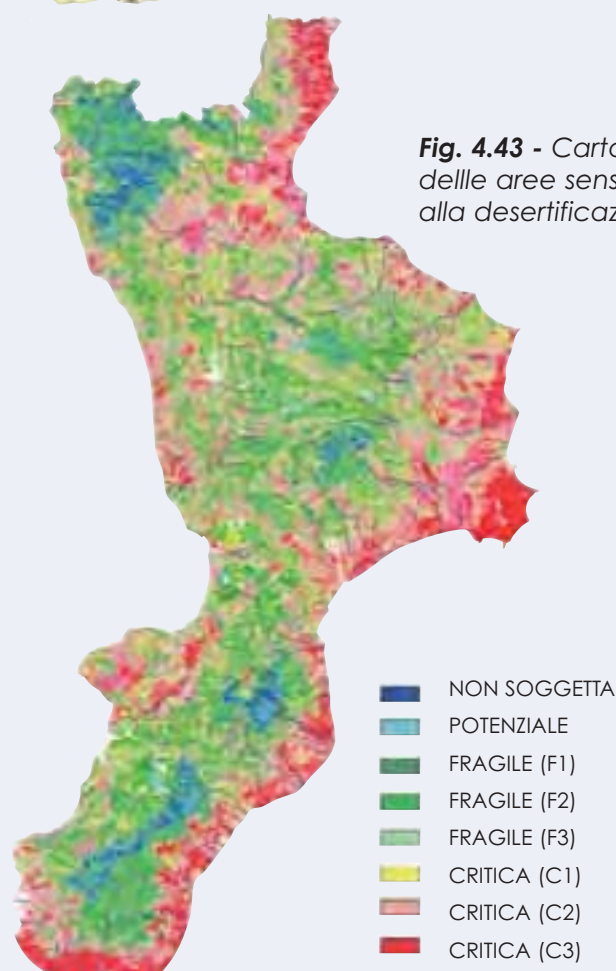 Fig. 4.43 - Carta
dellle aree sens
alla desertificaz
NON SOGGETTA
POTENZIALE
FRAGILE (F1)
FRAGILE (F2)
FRAGILE (F3)
CRITICA (C1)
CRITICA (C2)
CRITICA (C3)